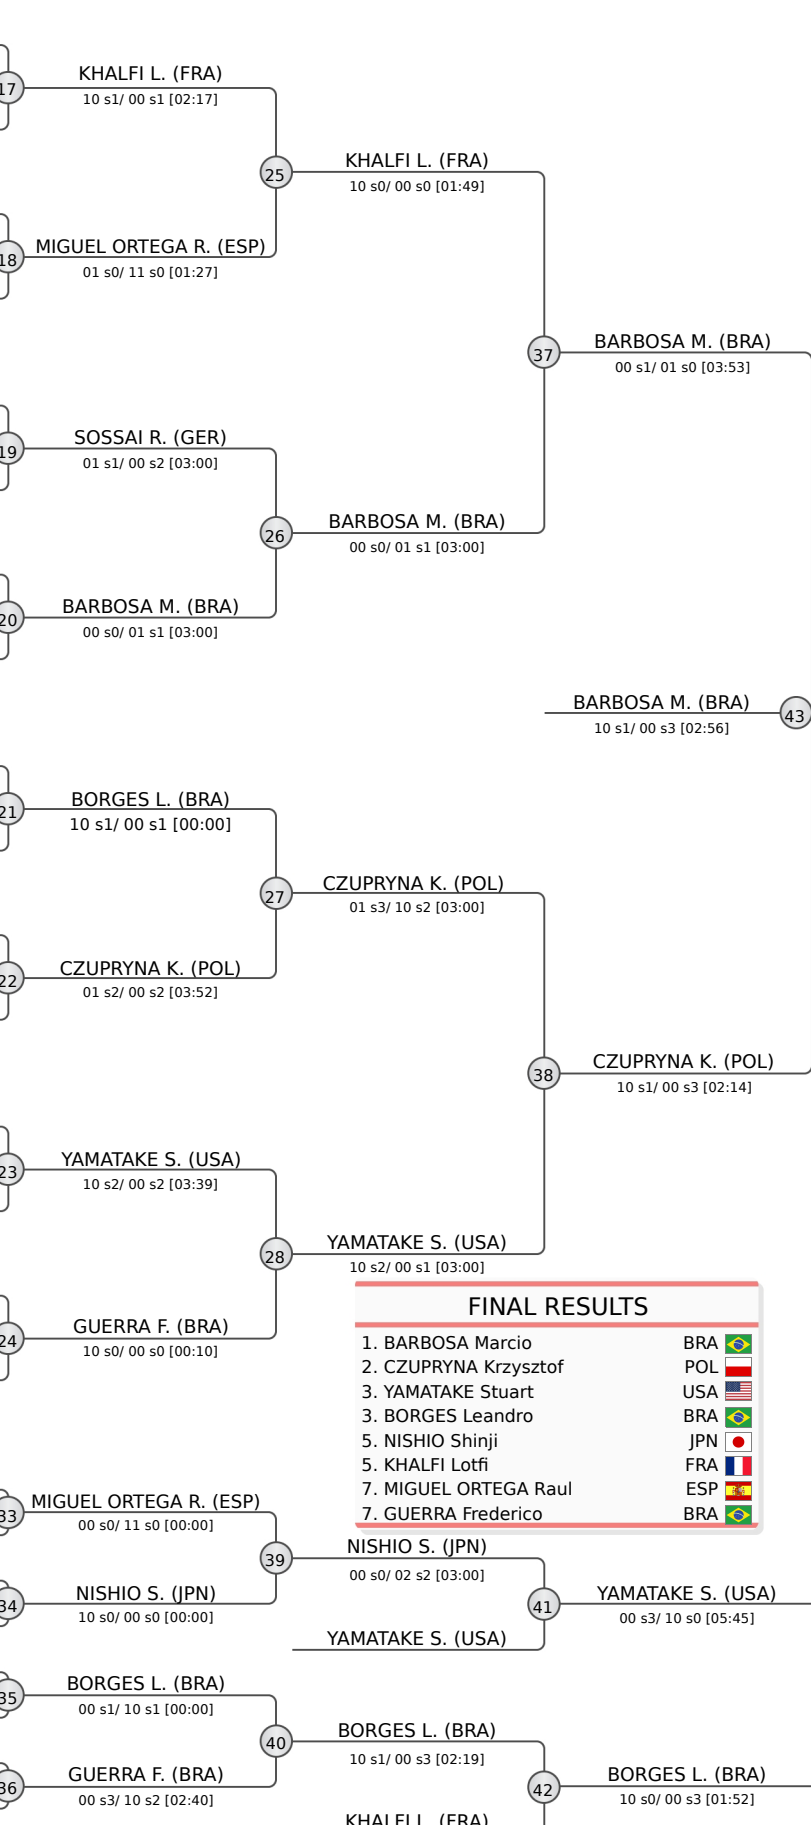 KHALFI L. (FRA)
17
10 s1/ 00 s1 [02:17]
KHALFI L. (FRA)
25
10 s0/ 00 s0 [01:49]
MIGUEL ORTEGA R. (ESP)
18
01 s0/ 11 s0 [01:27]
BARBOSA M. (BRA)
37
00 s1/ 01 s0 [03:53]
SOSSAI R. (GER)
19
01 s1/ 00 s2 [03:00]
BARBOSA M. (BRA)
26
00 s0/ 01 s1 [03:00]
BARBOSA M. (BRA)
20
00 s0/ 01 s1 [03:00]
BARBOSA M. (BRA)
43
10 s1/ 00 s3 [02:56]
BORGES L. (BRA)
21
10 s1/ 00 s1 [00:00]
CZUPRYNA K. (POL)
27
01 s3/ 10 s2 [03:00]
CZUPRYNA K. (POL)
22
01 s2/ 00 s2 [03:52]
CZUPRYNA K. (POL)
38
10 s1/ 00 s3 [02:14]
YAMATAKE S. (USA)
23
10 s2/ 00 s2 [03:39]
YAMATAKE S. (USA)
28
10 s2/ 00 s1 [03:00]
GUERRA F. (BRA)
24
10 s0/ 00 s0 [00:10]
FINAL RESULTS
1. BARBOSA Marcio BRA
2. CZUPRYNA Krzysztof POL
3. YAMATAKE Stuart USA
3. BORGES Leandro BRA
5. NISHIO Shinji JPN
5. KHALFI Lotfi FRA
7. MIGUEL ORTEGA Raul ESP
7. GUERRA Frederico BRA
MIGUEL ORTEGA R. (ESP)
33
00 s0/ 11 s0 [00:00]
NISHIO S. (JPN)
39
00 s0/ 02 s2 [03:00]
NISHIO S. (JPN)
34
10 s0/ 00 s0 [00:00]
YAMATAKE S. (USA)
41
00 s3/ 10 s0 [05:45]
YAMATAKE S. (USA)
BORGES L. (BRA)
35
00 s1/ 10 s1 [00:00]
BORGES L. (BRA)
40
10 s1/ 00 s3 [02:19]
GUERRA F. (BRA)
36
00 s3/ 10 s2 [02:40]
BORGES L. (BRA)
42
10 s0/ 00 s3 [01:52]
KHALFI L. (FRA)